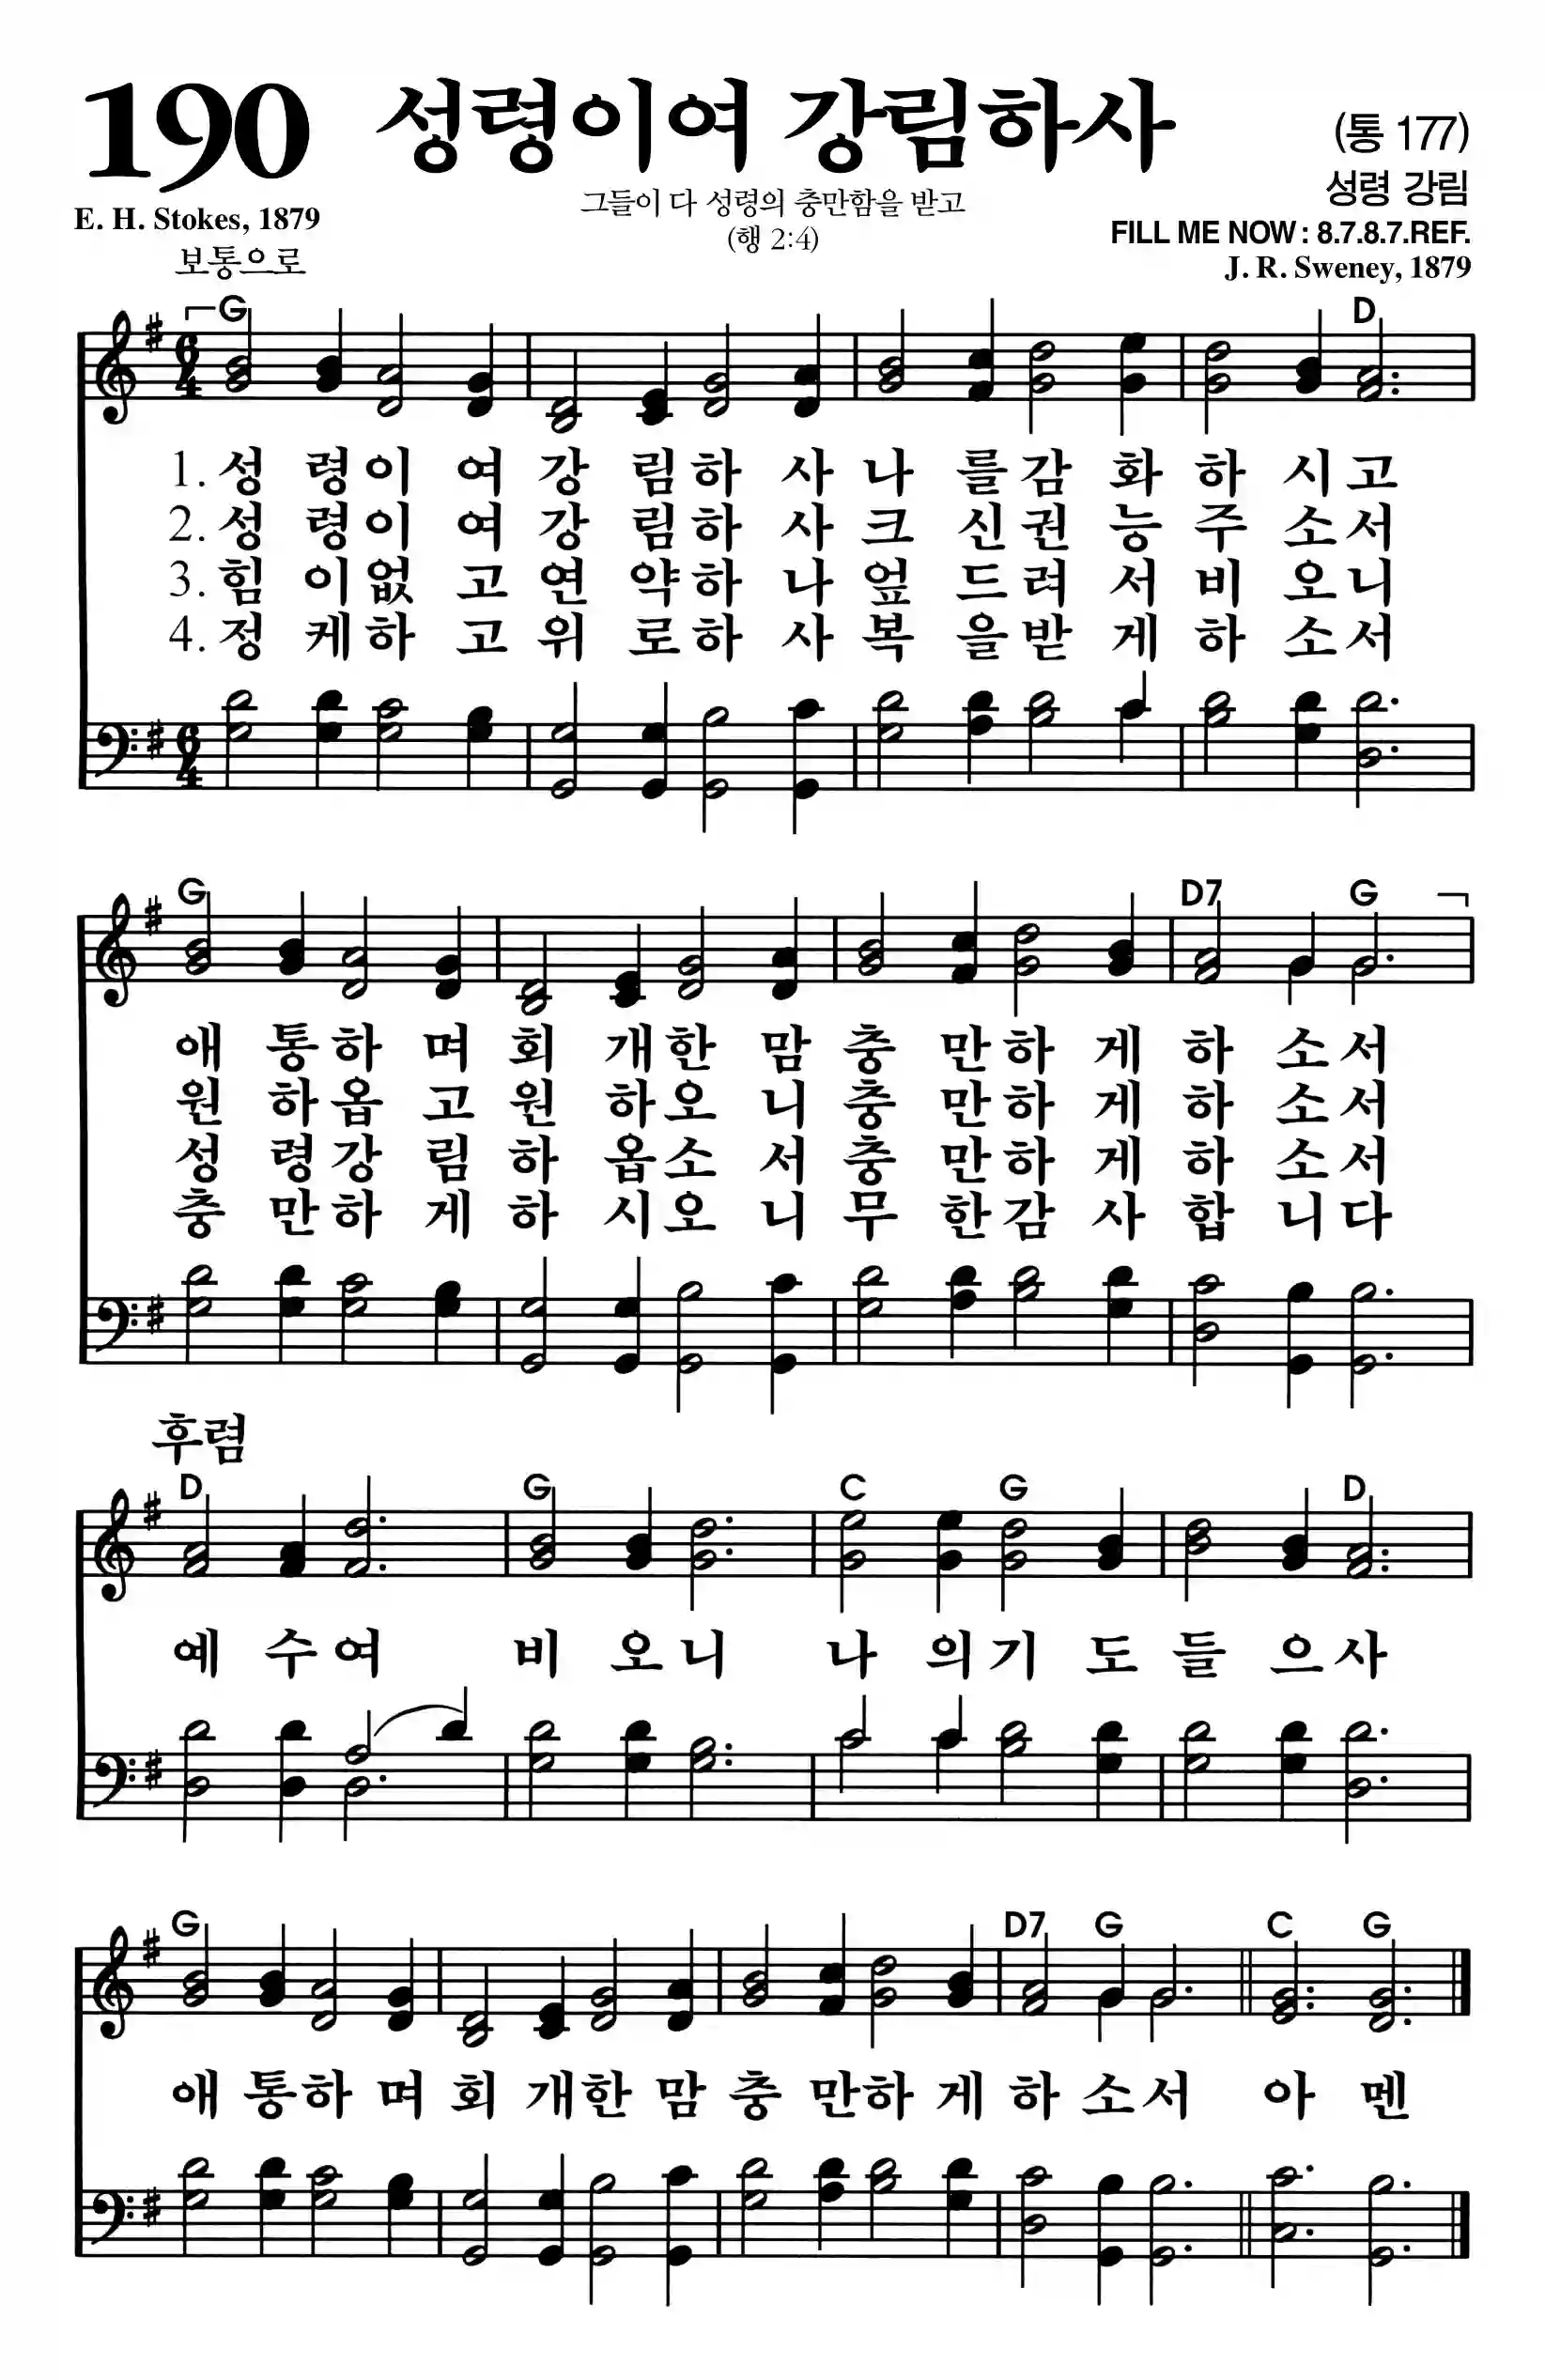 190 성령이여 강림하사 (통 177)
성령 강림
E. H. Stokes, 1879
그들이 다 성령의 충만함을 받고
(행 2:4)
FILL ME NOW : 8.7.8.7.REF.
보통으로
J. R. Sweney, 1879
G D
6 4
1. 성 령이 여 강 림하 사 나 를감 화 하 시고
2. 성 령이 여 강 림하 사 크 신권 능 주 소서
3. 힘 이없 고 연 약하 나 엎 드려 서 비 오니
4. 정 케하 고 위 로하 사 복 을받 게 하 소서
6 4
G D7 G
애 통하 며 회 개한 맘 충 만하 게 하 소서
원 하옵 고 원 하오 니 충 만하 게 하 소서
성 령강 림 하 옵소 서 충 만하 게 하 소서
충 만하 게 하 시오 니 무 한감 사 합 니다
후렴
D G C G D
예 수여 비 오니 나 의기 도 들 으사
G D7 G C G
애 통하 며 회 개한 맘 충 만하 게 하 소서 아 멘